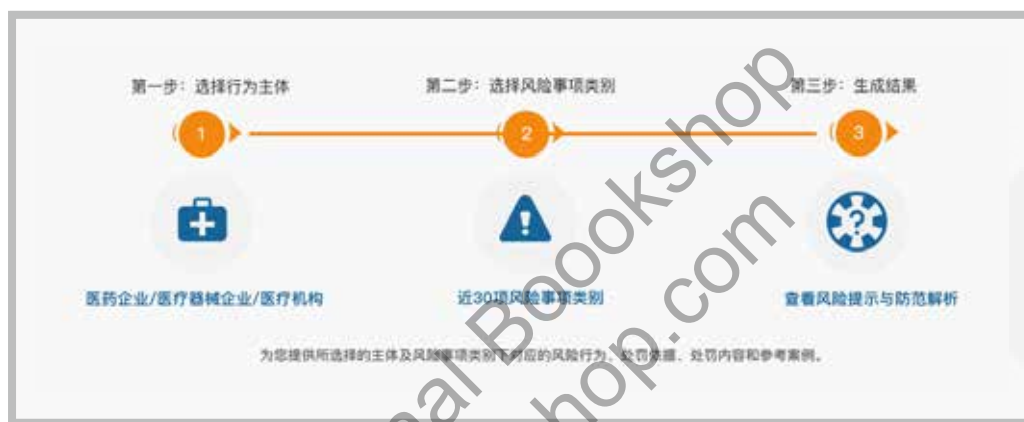 第一步：选择行为主体
第二步：选择风险事项类别
第三步：生成结果
1
2
3
医药企业/医疗器械企业/医疗机构
近30项风险事项类别
查看风险提示与防范解析
为您提供所选择的主体及风险事项类别下对应的风险行为、处罚依据、处罚内容和参考案例。
nal Boookshop
hop.com